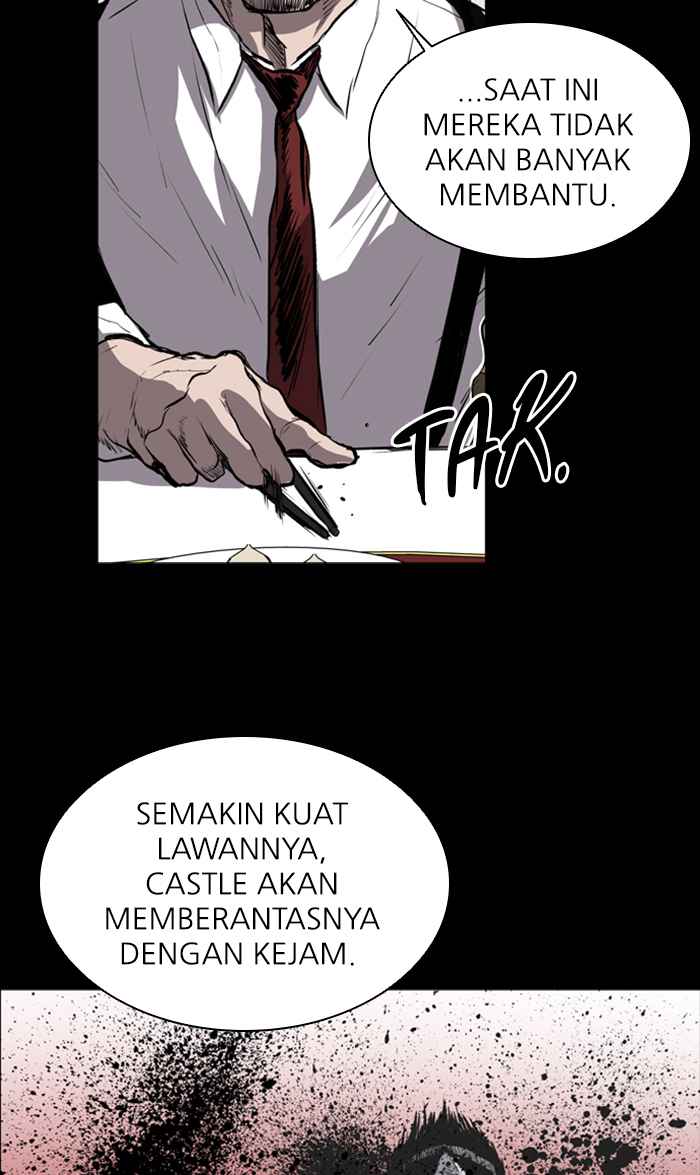 ...SAAT INI
MEREKA TIDAK
AKAN BANYAK
MEMBANTU.
TAK.
SEMAKIN KUAT
LAWANNYA,
CASTLE AKAN
MEMBERANTASNYA
DENGAN KEJAM.